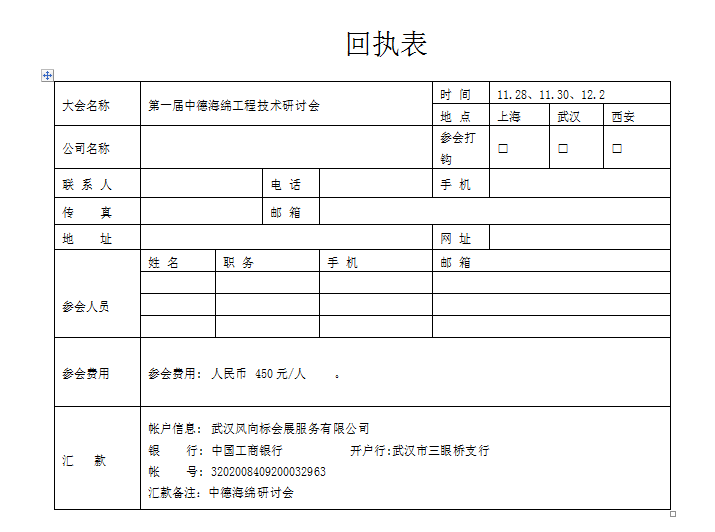 回执表
大会名称 第一届中德海绵工程技术研讨会 时 间 11.28、11.30、12.2
地 点 上海 武汉 西安
公司名称 参会打钩 □ □ □
联 系 人 电 话 手 机
传 真 邮 箱
地 址 网 址
参会人员 姓 名 职 务 手 机 邮 箱
参会费用 参会费用: 人民币 450元/人 。
汇 款
帐户信息: 武汉风向标会展服务有限公司
银 行: 中国工商银行 开户行:武汉市三眼桥支行
帐 号: 3202008409200032963
汇款备注: 中德海绵研讨会